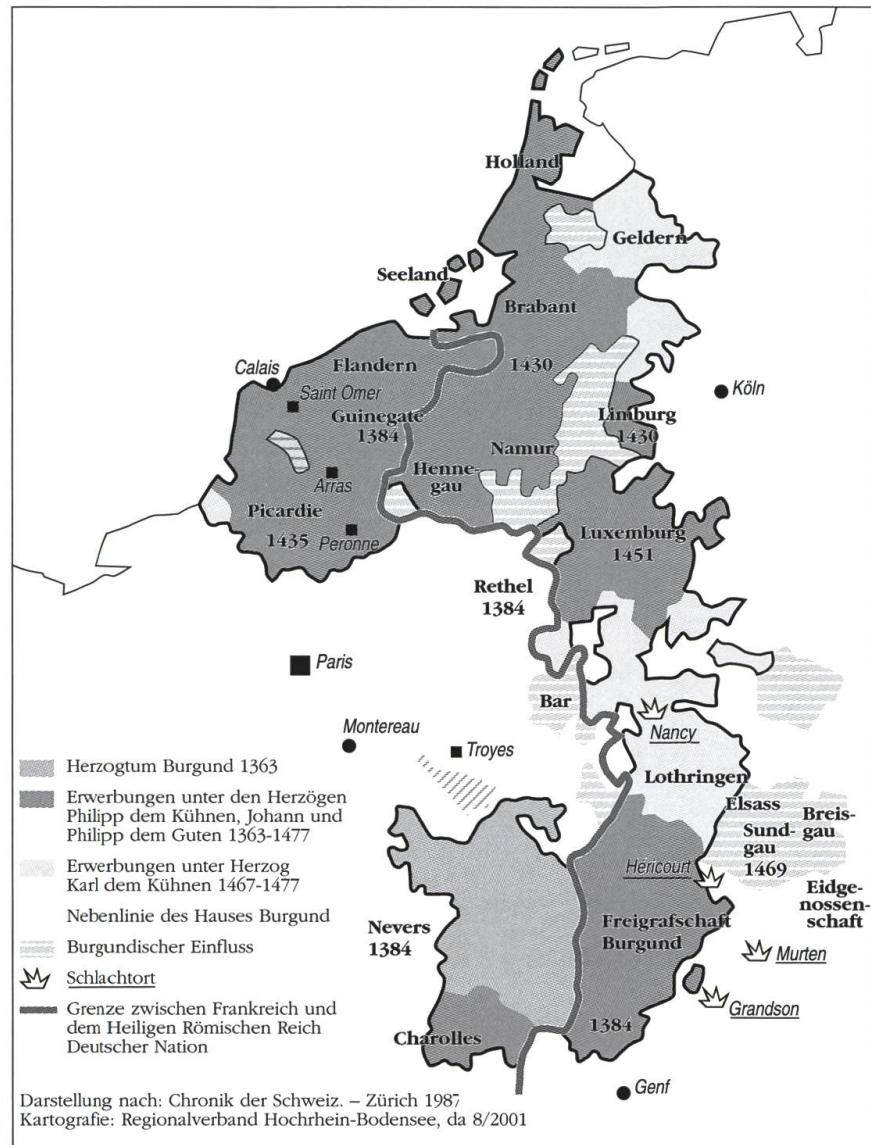 Holland
Geldern
Seeland
Brabant
Calais
Flandern
1430
Köln
Saint Omer
Guinegate
1384
Limburg
1430
Namur
Henne-
gau
Arras
Picardie
1435
Peronne
Luxemburg
1451
Rethel
1384
Paris
Bar
Montereau
Troyes
Nancy
Lothringen
Elsass
Breis-
gau
Sund-
gau
1469
Héricourt
Eidge-
nossen-
schaft
Nevers
1384
Freigrafschaft
Burgund
Murten
Grandson
1384
Charolles
Genf
Herzogtum Burgund 1363
Erwerbungen unter den Herzögen
Philipp dem Kühnen, Johann und
Philipp dem Guten 1363-1477
Erwerbungen unter Herzog
Karl dem Kühnen 1467-1477
Nebenlinie des Hauses Burgund
Burgundischer Einfluss
Schlachtort
Grenze zwischen Frankreich und
dem Heiligen Römischen Reich
Deutscher Nation
Darstellung nach: Chronik der Schweiz. – Zürich 1987
Kartografie: Regionalverband Hochrhein-Bodensee, da 8/2001